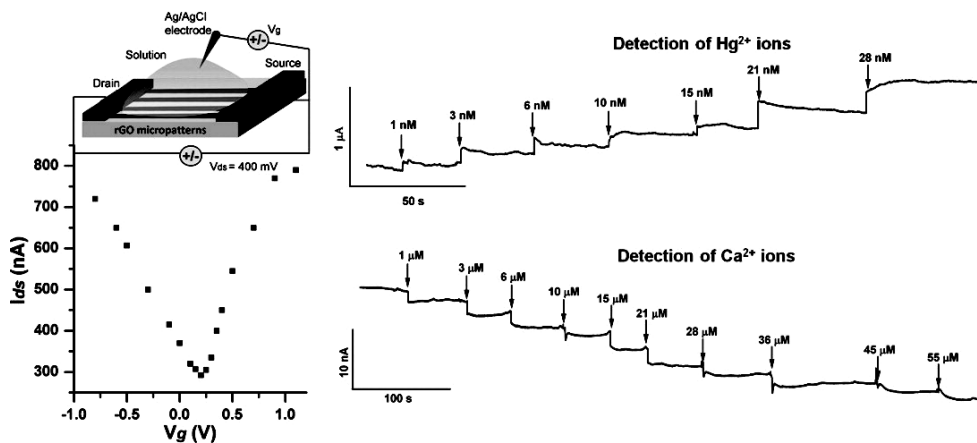 Ag/AgCl
electrode
Vg
+/-
Solution
Source
Drain
rGO micropatterns
+/-
Vds = 400 mV
800
700
600
500
400
300
Ids (nA)
-1.0 -0.5 0.0 0.5 1.0
Vg (V)
Detection of Hg²⁺ ions
1 nM 3 nM 6 nM 10 nM 15 nM 21 nM 28 nM
1 µA
50 s
Detection of Ca²⁺ ions
1 µM 3 µM 6 µM 10 µM 15 µM 21 µM 28 µM 36 µM 45 µM 55 µM
10 nA
100 s